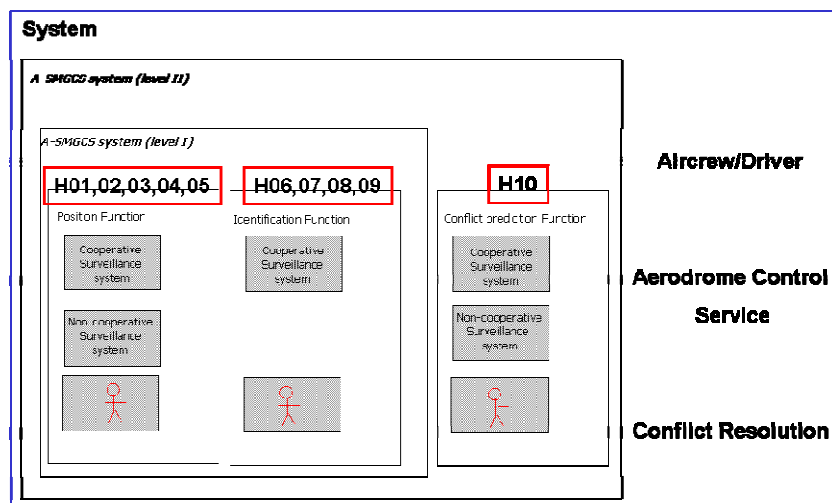 System
A-SMGCS system (level II)
A-SMGCS system (level I)
H01,02,03,04,05
H06,07,08,09
H10
Positon Function
Identification Function
Conflict predictor Function
Cooperative
Surveillance
system
Cooperative
Surveillance
system
Cooperative
Surveillance
system
Non-cooperative
Surveillance
system
Non-cooperative
Surveillance
system
Aircrew/Driver
Aerodrome Control
Service
Conflict Resolution